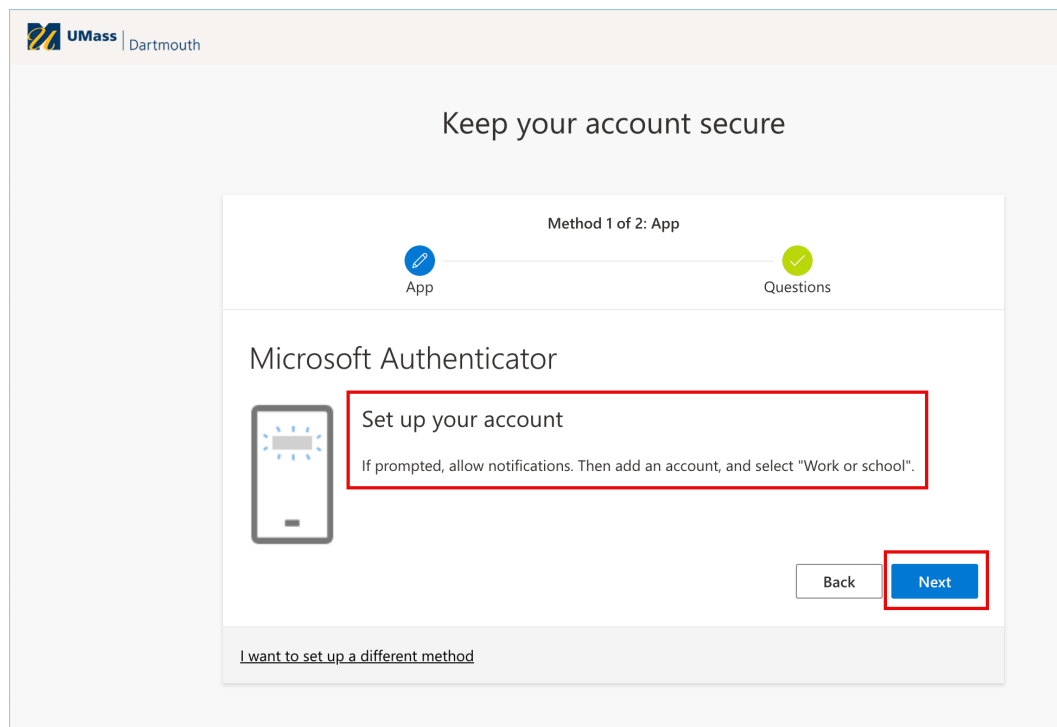 UMass | Dartmouth
Keep your account secure
Method 1 of 2: App
App
Questions
Microsoft Authenticator
Set up your account
If prompted, allow notifications. Then add an account, and select "Work or school".
Back
Next
I want to set up a different method